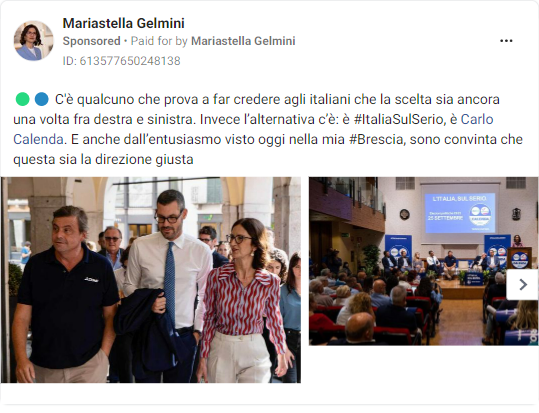 Mariastella Gelmini
Sponsored • Paid for by Mariastella Gelmini
ID: 613577650248138
C'è qualcuno che prova a far credere agli italiani che la scelta sia ancora
una volta fra destra e sinistra. Invece l'alternativa c'è: è #ItaliaSulSerio, è Carlo
Calenda. E anche dall'entusiasmo visto oggi nella mia #Brescia, sono convinta che
questa sia la direzione giusta
L'ITALIA, SUL SERIO
25 SETTEMBRE